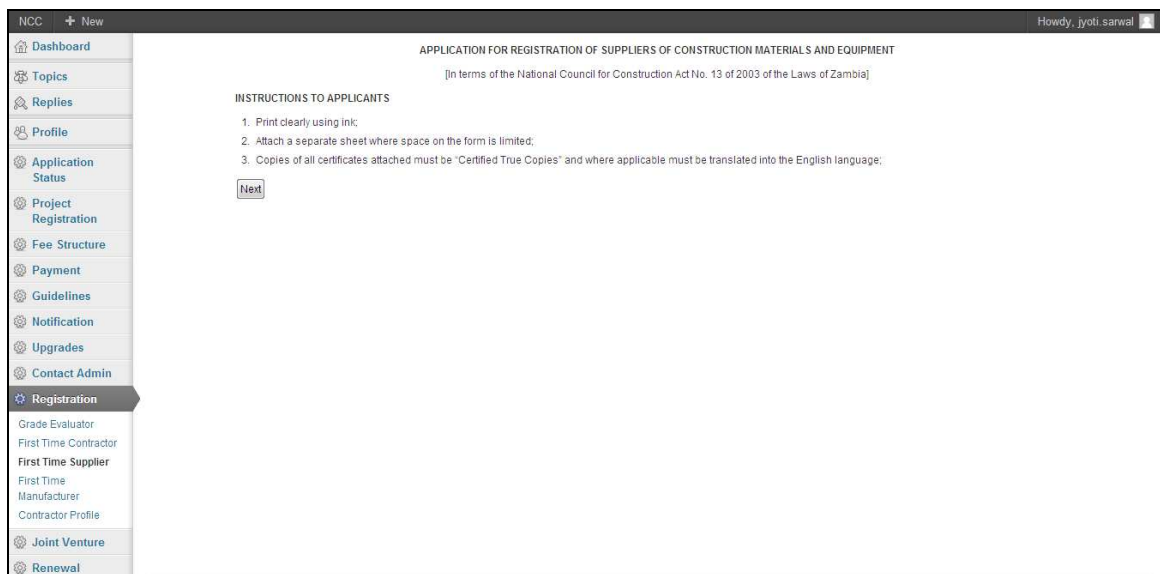 NCC + New
Howdy, jyoti.sarwal
Dashboard
Topics
Replies
Profile
Application
Status
Project
Registration
Fee Structure
Payment
Guidelines
Notification
Upgrades
Contact Admin
Registration
Grade Evaluator
First Time Contractor
First Time Supplier
First Time
Manufacturer
Contractor Profile
Joint Venture
Renewal
APPLICATION FOR REGISTRATION OF SUPPLIERS OF CONSTRUCTION MATERIALS AND EQUIPMENT
[In terms of the National Council for Construction Act No. 13 of 2003 of the Laws of Zambia]
INSTRUCTIONS TO APPLICANTS
1. Print clearly using ink;
2. Attach a separate sheet where space on the form is limited;
3. Copies of all certificates attached must be "Certified True Copies" and where applicable must be translated into the English language;
Next